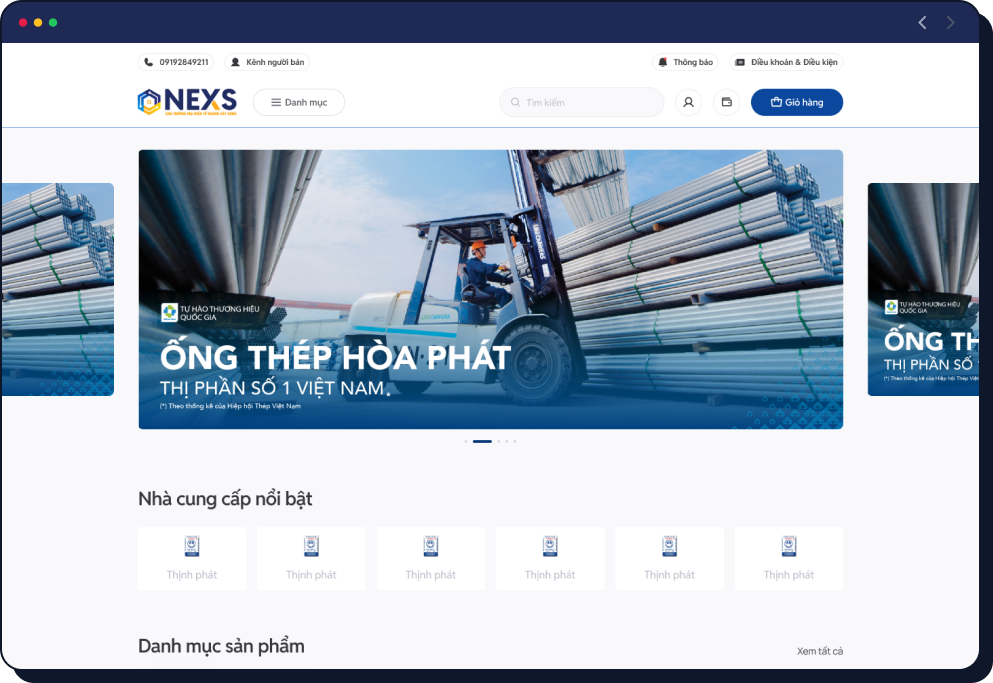 09192849211
Kênh người bán
Thông báo
Điều khoản & Điều kiện
NEXS
Danh mục
Tìm kiếm
Giỏ hàng
TỰ HÀO THƯƠNG HIỆU
QUỐC GIA
ỐNG THÉP HÒA PHÁT
THỊ PHẦN SỐ 1 VIỆT NAM*
(*) Theo thống kê của Hiệp hội Thép Việt Nam
TỰ HÀO THƯƠNG HIỆU
QUỐC GIA
ỐNG TH
THỊ PHẦN SỐ
(*) Theo thống kê của Hiệp hội Thép Việt
Nhà cung cấp nổi bật
Thịnh phát
Thịnh phát
Thịnh phát
Thịnh phát
Thịnh phát
Thịnh phát
Danh mục sản phẩm
Xem tất cả